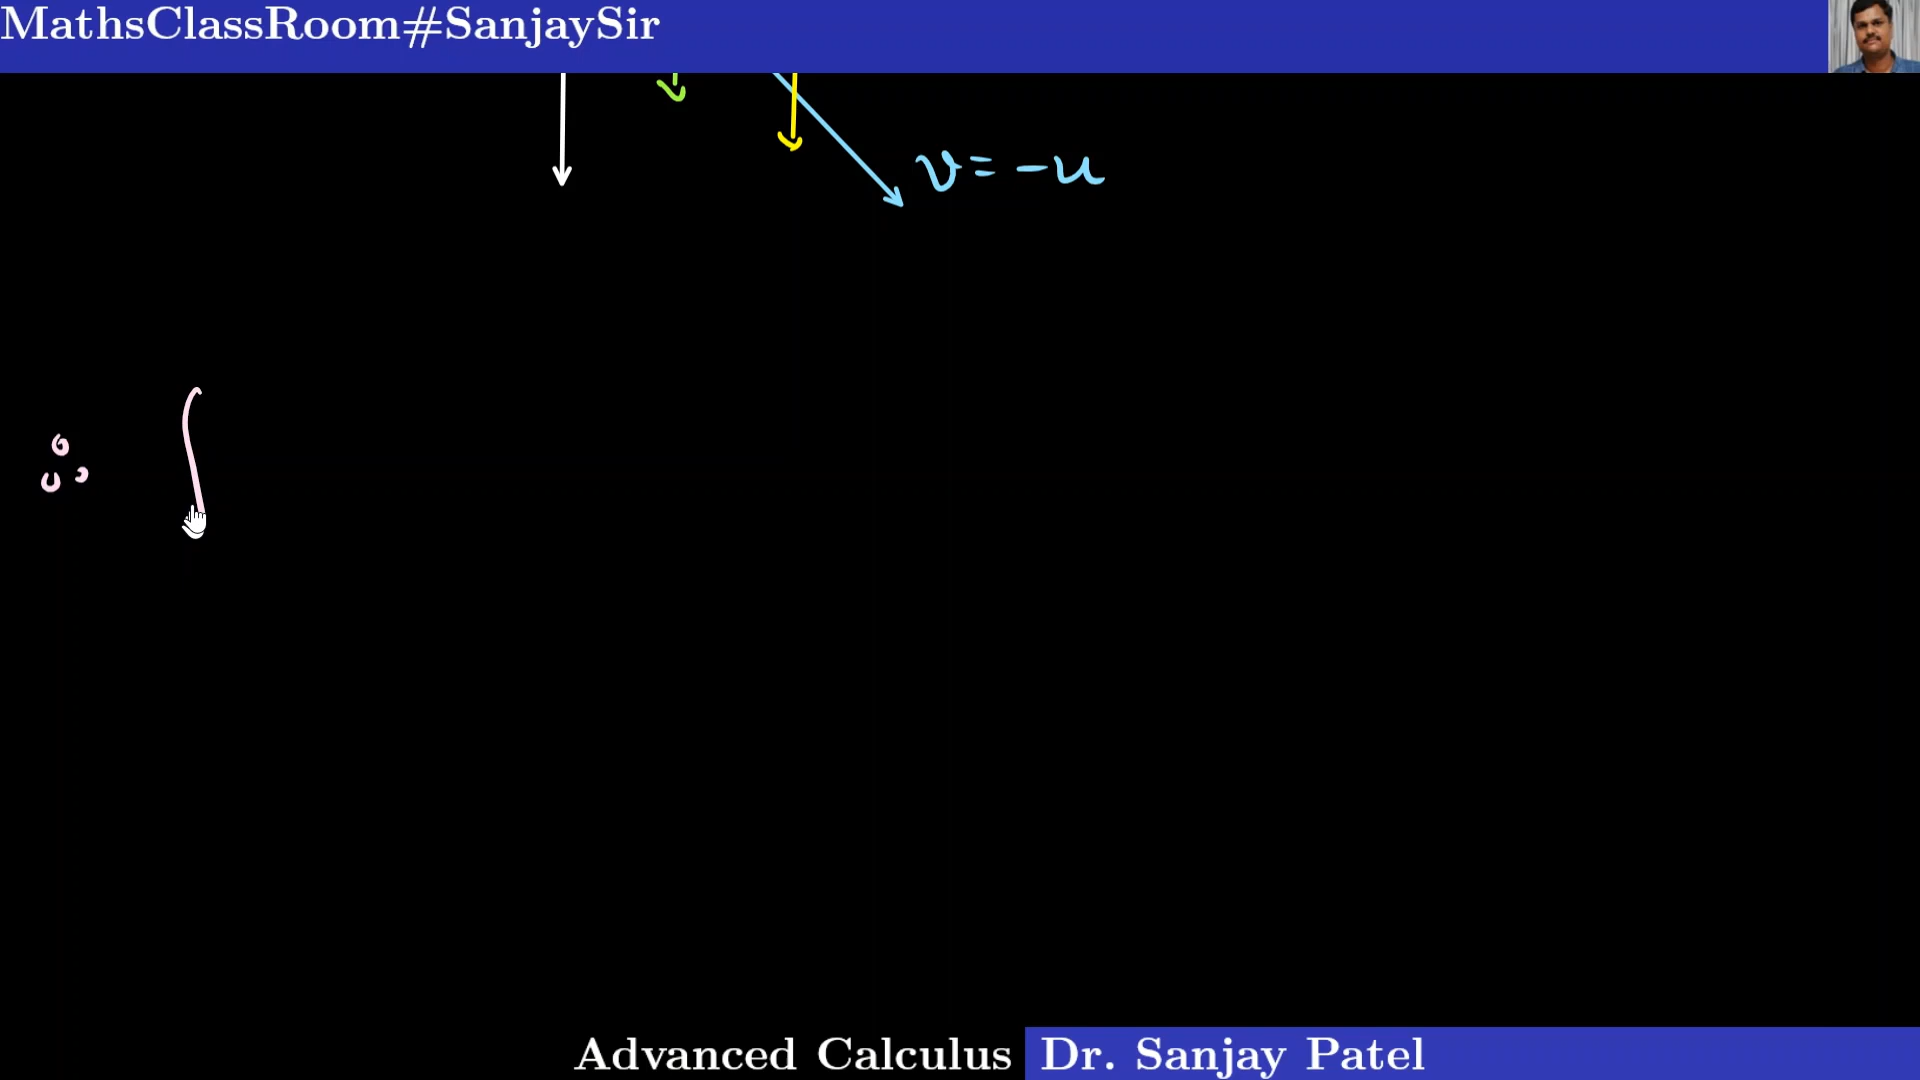 MathsClassRoom#SanjaySir
v = -u
∴ ∫
Advanced Calculus Dr. Sanjay Patel